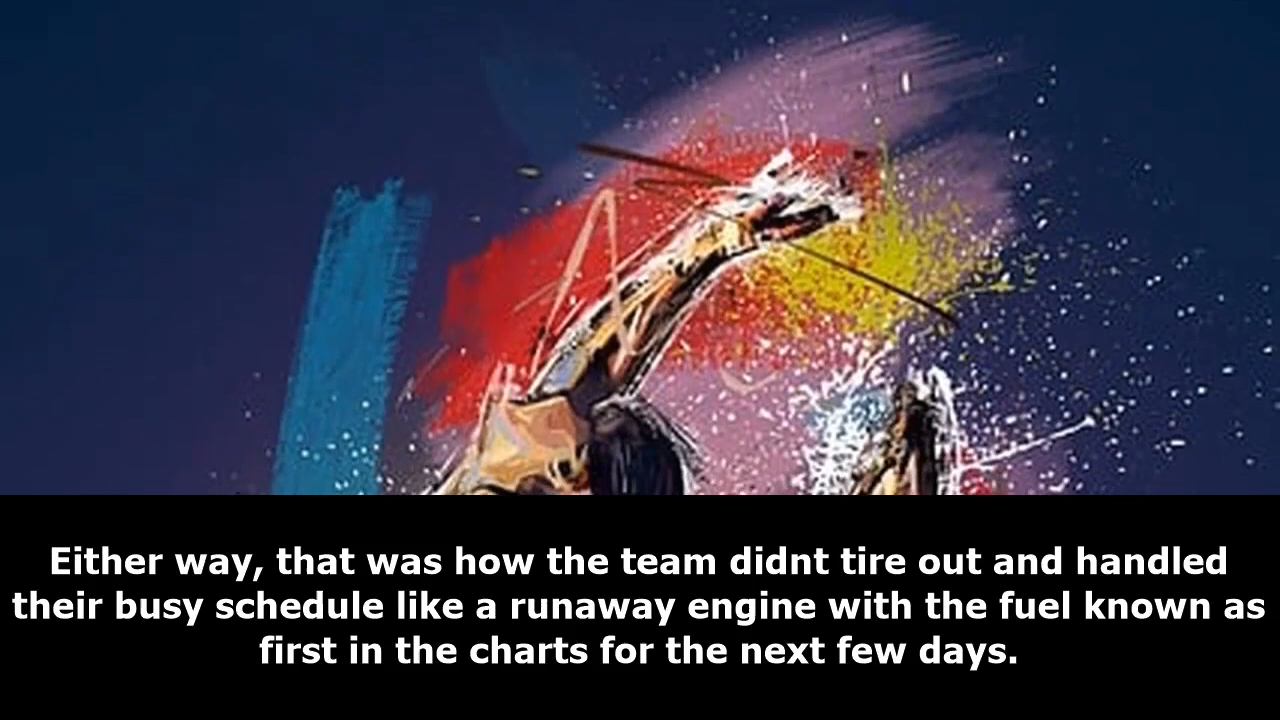 Either way, that was how the team didnt tire out and handled
their busy schedule like a runaway engine with the fuel known as
first in the charts for the next few days.